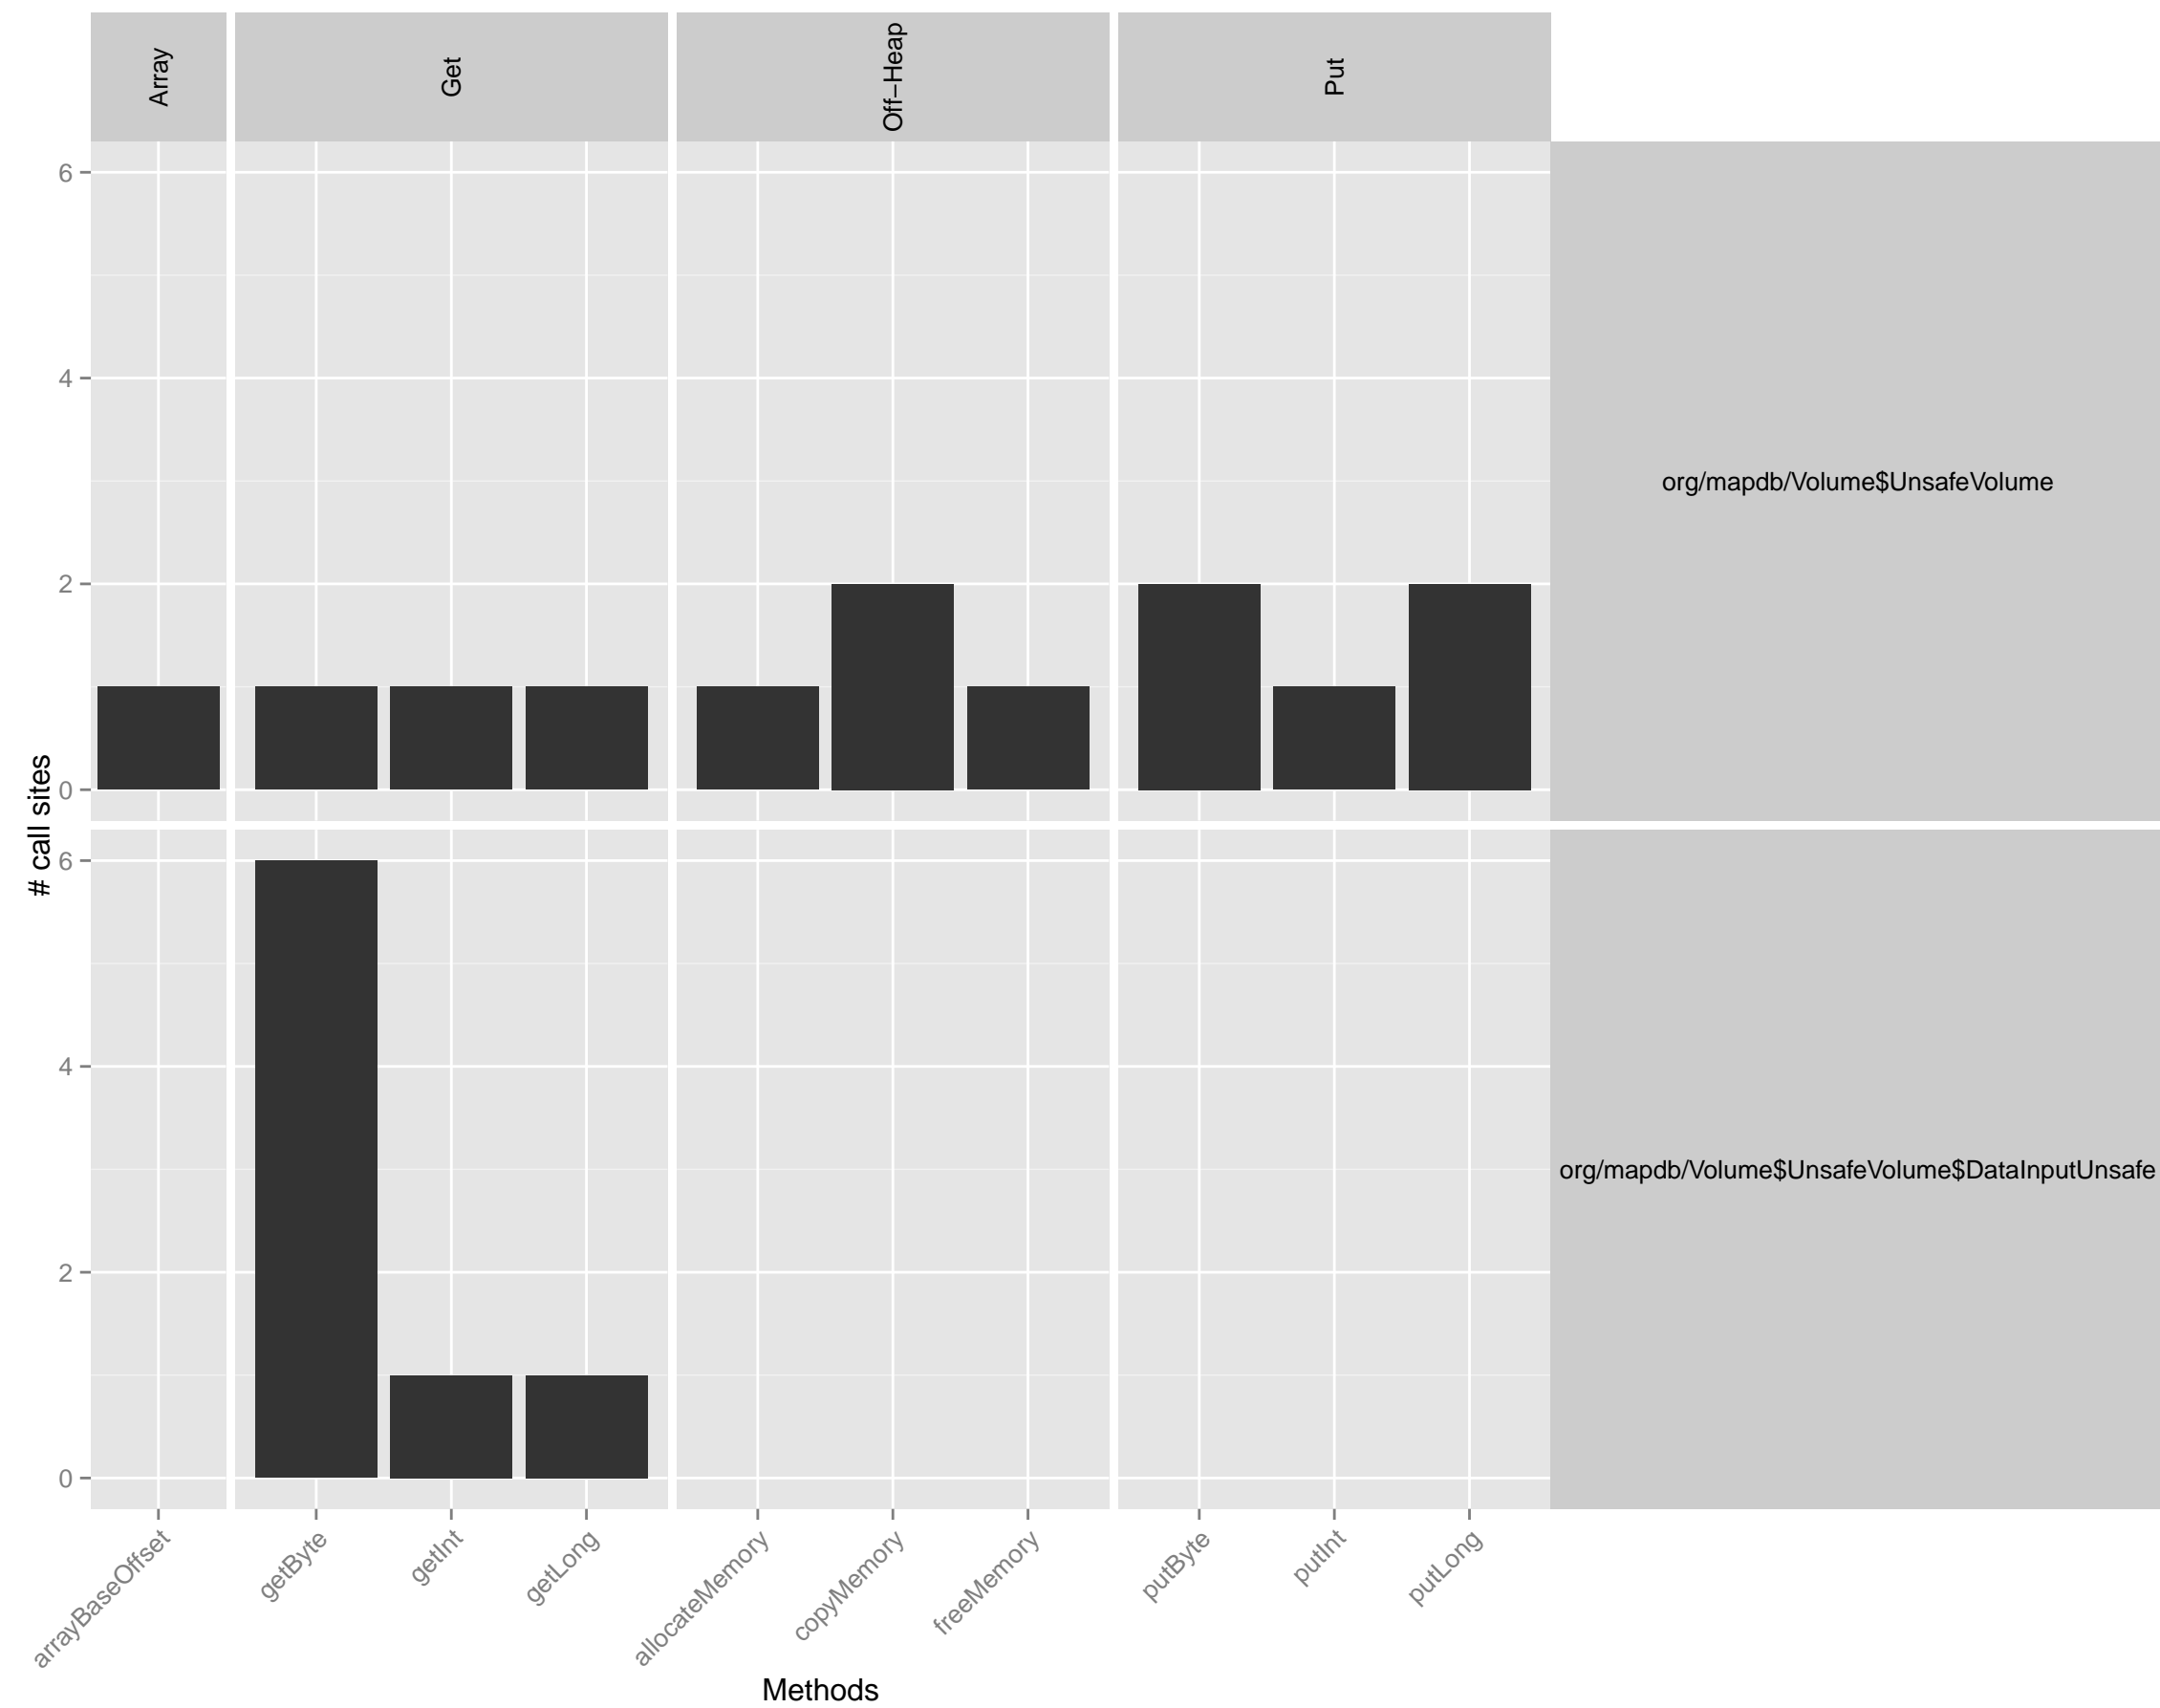 Array
Get
Off−Heap
Put
6
4
2
0
org/mapdb/Volume$UnsafeVolume
# call sites
6
4
2
0
org/mapdb/Volume$UnsafeVolume$DataInputUnsafe
arrayBaseOffset
getByte
getInt
getLong
allocateMemory
copyMemory
freeMemory
putByte
putInt
putLong
Methods